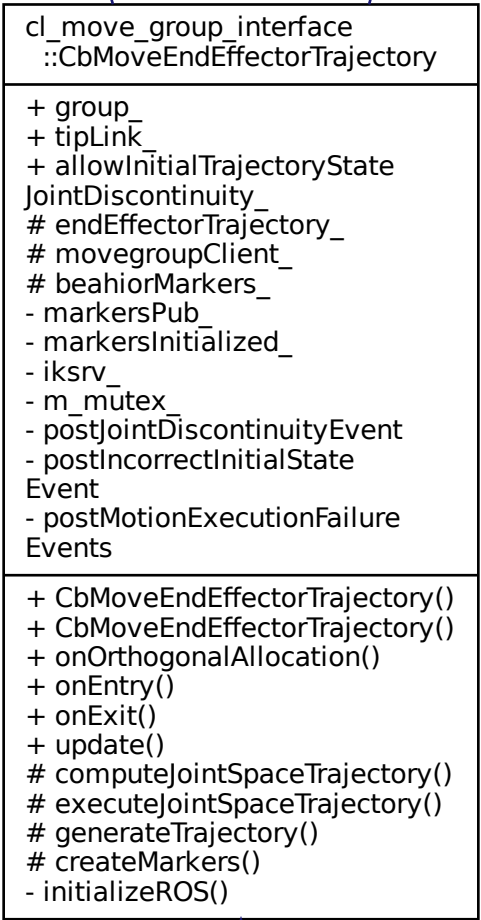 cl_move_group_interface
::CbMoveEndEffectorTrajectory
+ group_
+ tipLink_
+ allowInitialTrajectoryState
JointDiscontinuity_
# endEffectorTrajectory_
# movegroupClient_
# beahiorMarkers_
- markersPub_
- markersInitialized_
- iksrv_
- m_mutex_
- postJointDiscontinuityEvent
- postIncorrectInitialState
Event
- postMotionExecutionFailure
Events
+ CbMoveEndEffectorTrajectory()
+ CbMoveEndEffectorTrajectory()
+ onOrthogonalAllocation()
+ onEntry()
+ onExit()
+ update()
# computeJointSpaceTrajectory()
# executeJointSpaceTrajectory()
# generateTrajectory()
# createMarkers()
- initializeROS()